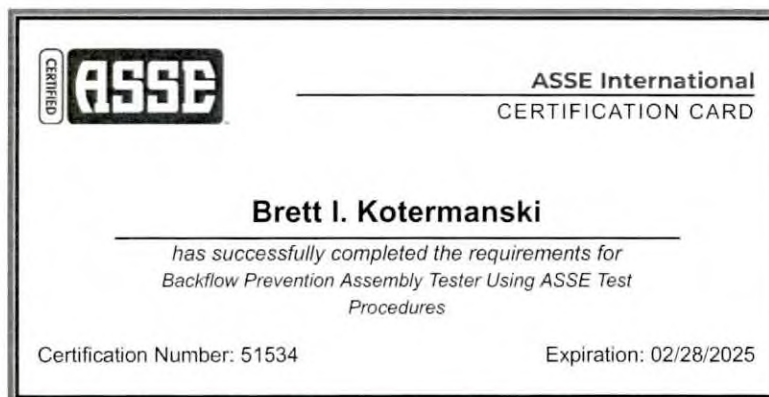 CERTIFIED
ASSE
ASSE International
CERTIFICATION CARD
Brett I. Kotermanski
has successfully completed the requirements for
Backflow Prevention Assembly Tester Using ASSE Test
Procedures
Certification Number: 51534
Expiration: 02/28/2025